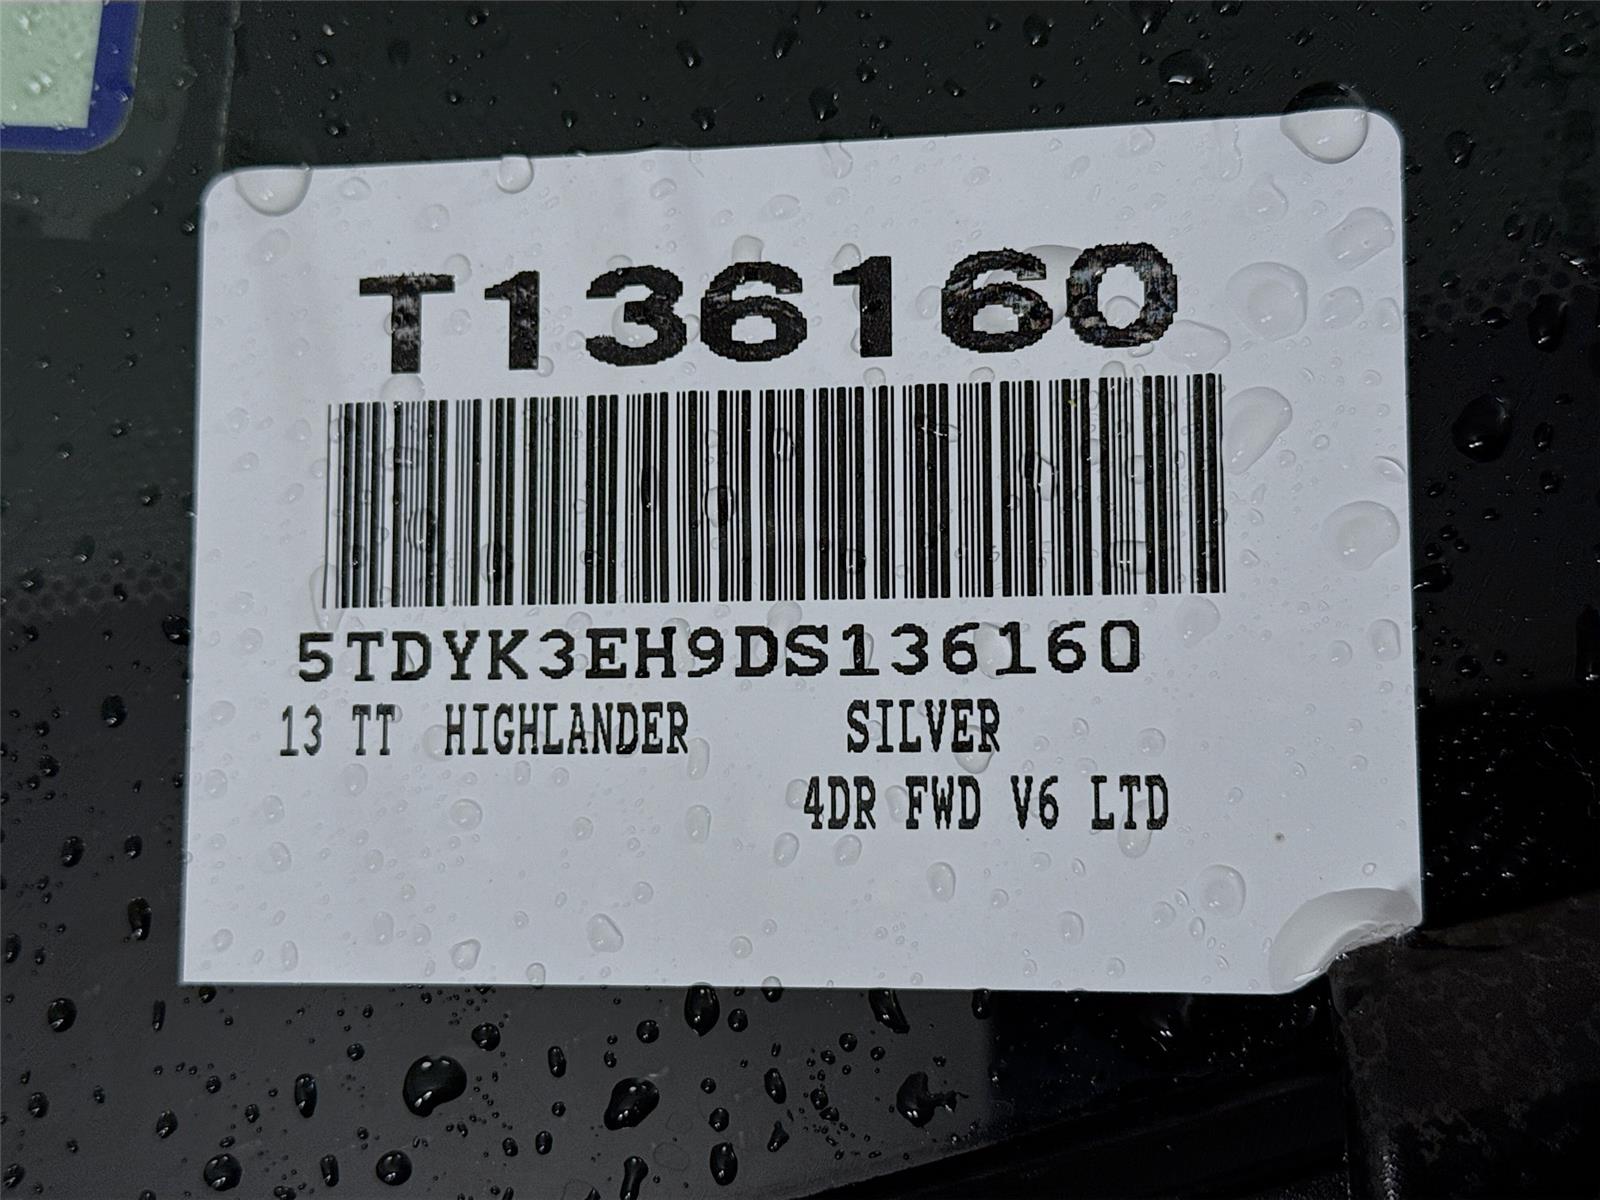 T136160
5TDYK3EH9DS136160
13 TT HIGHLANDER SILVER
4DR FWD V6 LTD